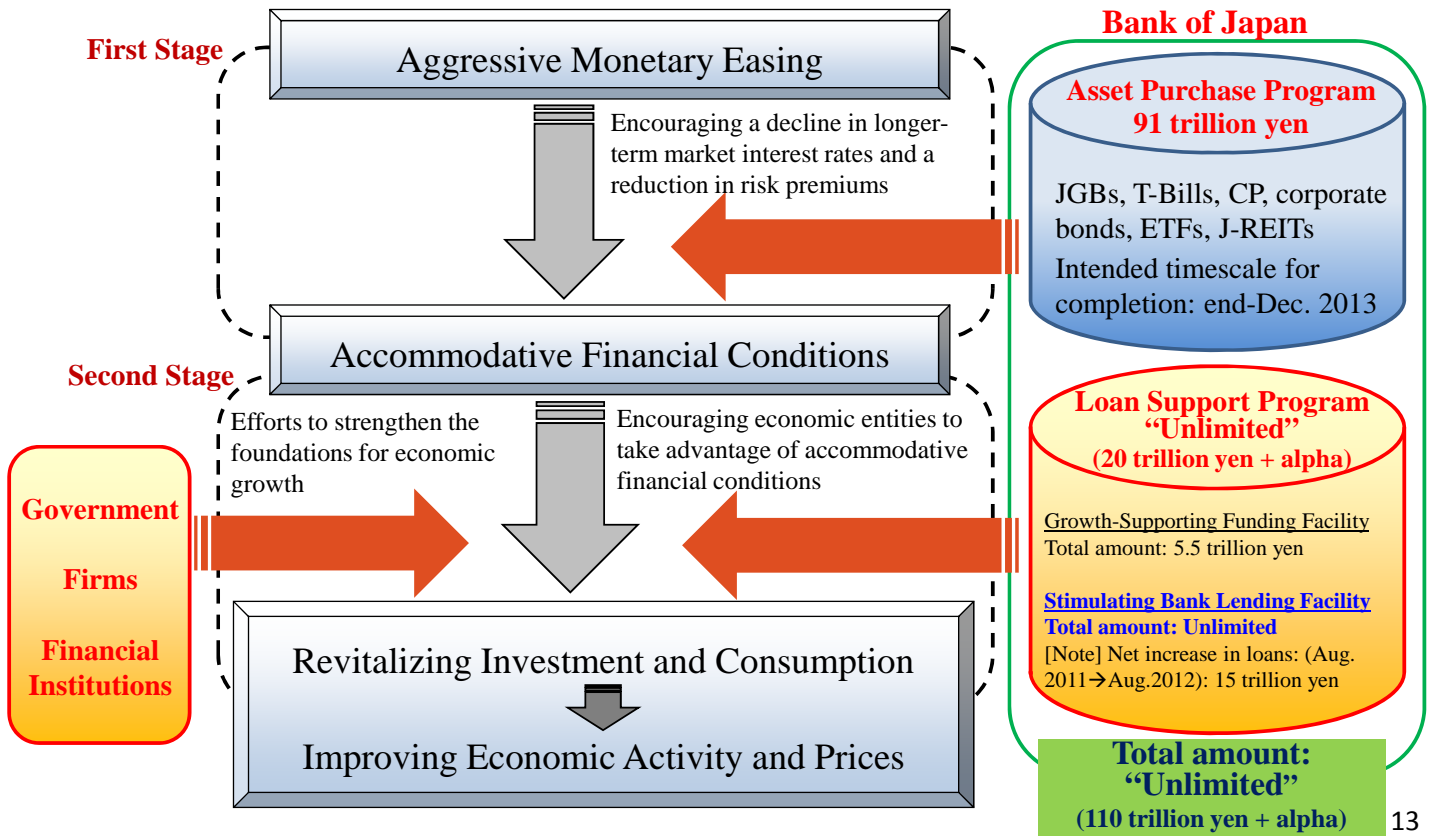 First Stage
Aggressive Monetary Easing
Encouraging a decline in longer-
term market interest rates and a
reduction in risk premiums
Accommodative Financial Conditions
Second Stage
Efforts to strengthen the
foundations for economic
growth
Encouraging economic entities to
take advantage of accommodative
financial conditions
Government
Firms
Financial
Institutions
Revitalizing Investment and Consumption
Improving Economic Activity and Prices
Bank of Japan
Asset Purchase Program
91 trillion yen
JGBs, T-Bills, CP, corporate
bonds, ETFs, J-REITs
Intended timescale for
completion: end-Dec. 2013
Loan Support Program
“Unlimited”
(20 trillion yen + alpha)
Growth-Supporting Funding Facility
Total amount: 5.5 trillion yen
Stimulating Bank Lending Facility
Total amount: Unlimited
[Note] Net increase in loans: (Aug.
2011→Aug.2012): 15 trillion yen
Total amount:
“Unlimited”
(110 trillion yen + alpha)
13